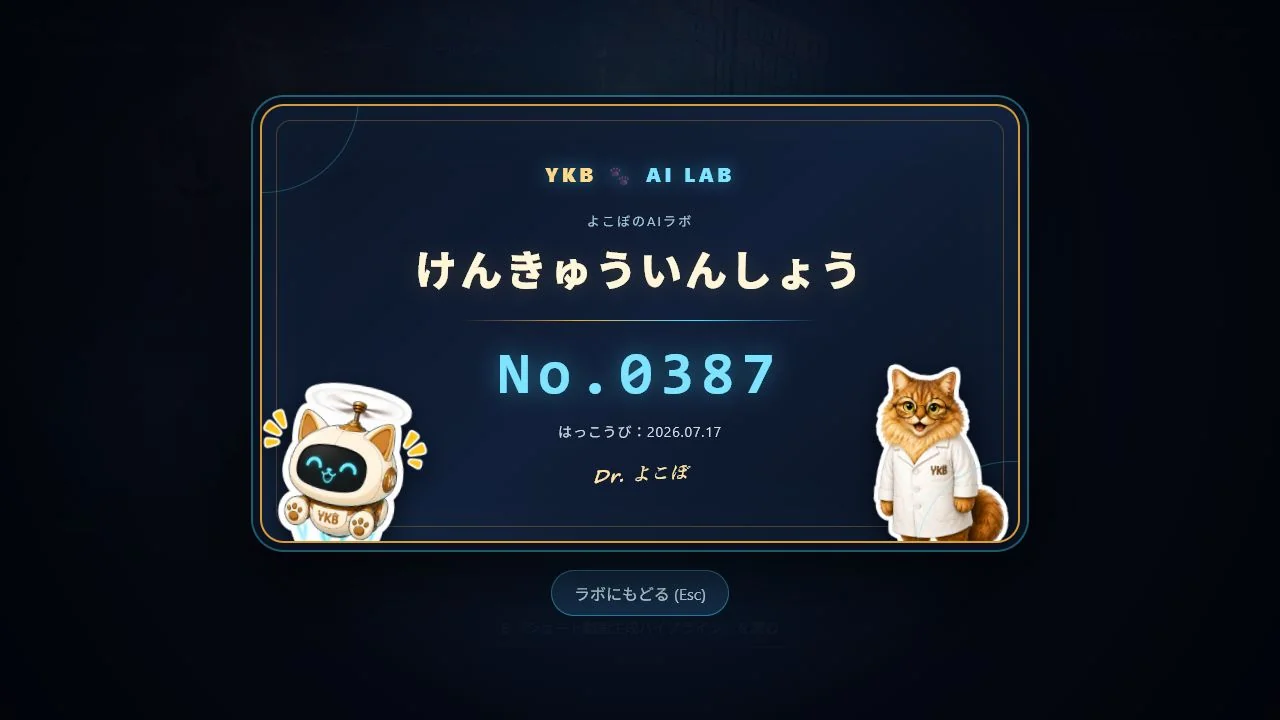 YKB 🐾 AI LAB
よこぼのAIラボ
けんきゅういんしょう
No.0387
はっこうび：2026.07.17
Dr. よこぼ
YKB
YKB
ラボにもどる (Esc)